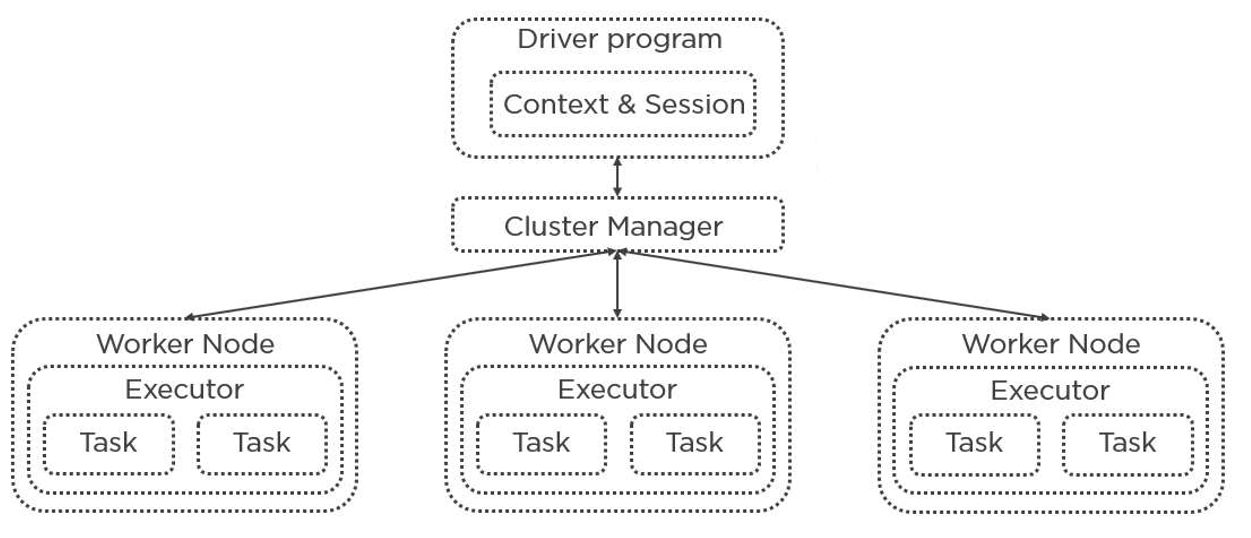 Driver program
Context & Session
Cluster Manager
Worker Node
Executor
Task
Task
Worker Node
Executor
Task
Task
Worker Node
Executor
Task
Task